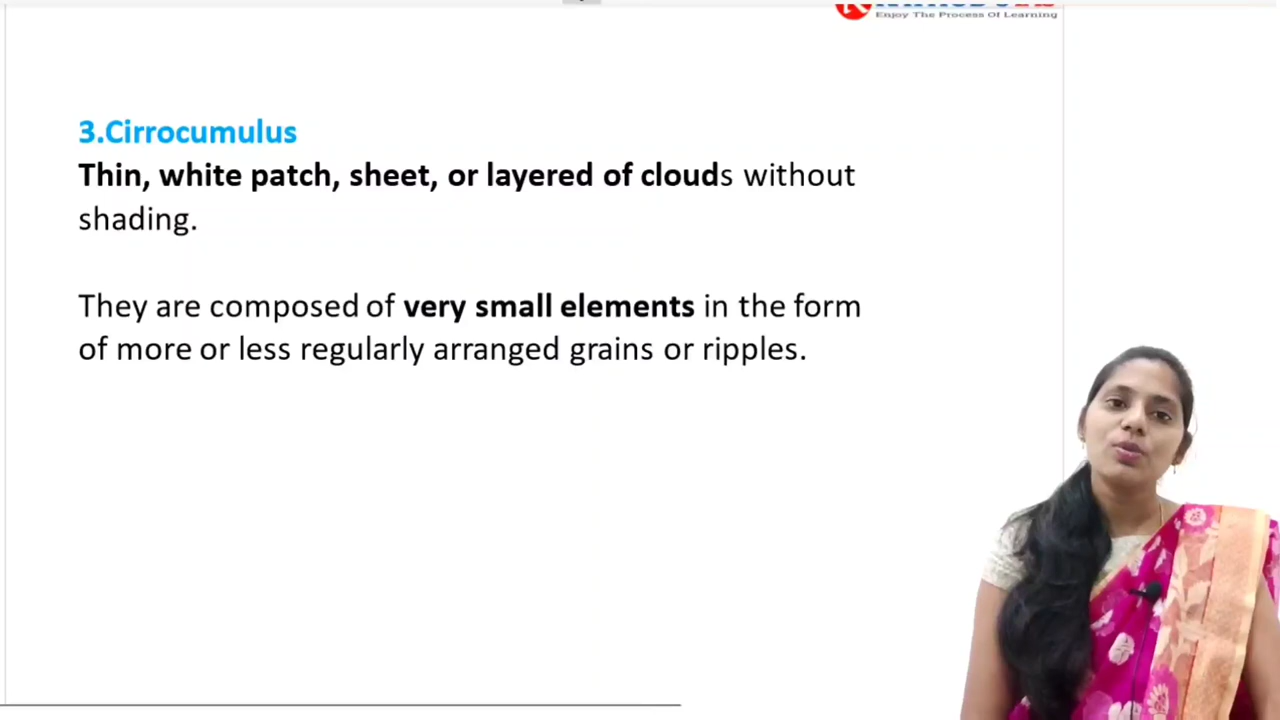 Enjoy The Process Of Learning
3.Cirrocumulus
Thin, white patch, sheet, or layered of clouds without
shading.
They are composed of very small elements in the form
of more or less regularly arranged grains or ripples.